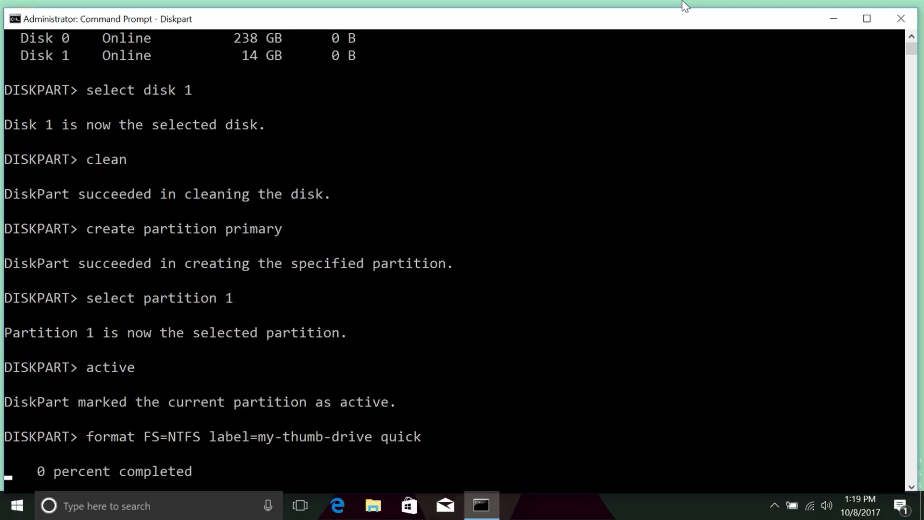 Administrator: Command Prompt - Diskpart
Disk 0    Online          238 GB      0 B
Disk 1    Online           14 GB      0 B
DISKPART> select disk 1
Disk 1 is now the selected disk.
DISKPART> clean
DiskPart succeeded in cleaning the disk.
DISKPART> create partition primary
DiskPart succeeded in creating the specified partition.
DISKPART> select partition 1
Partition 1 is now the selected partition.
DISKPART> active
DiskPart marked the current partition as active.
DISKPART> format FS=NTFS label=my-thumb-drive quick
0 percent completed
Type here to search
1:19 PM
10/8/2017
1